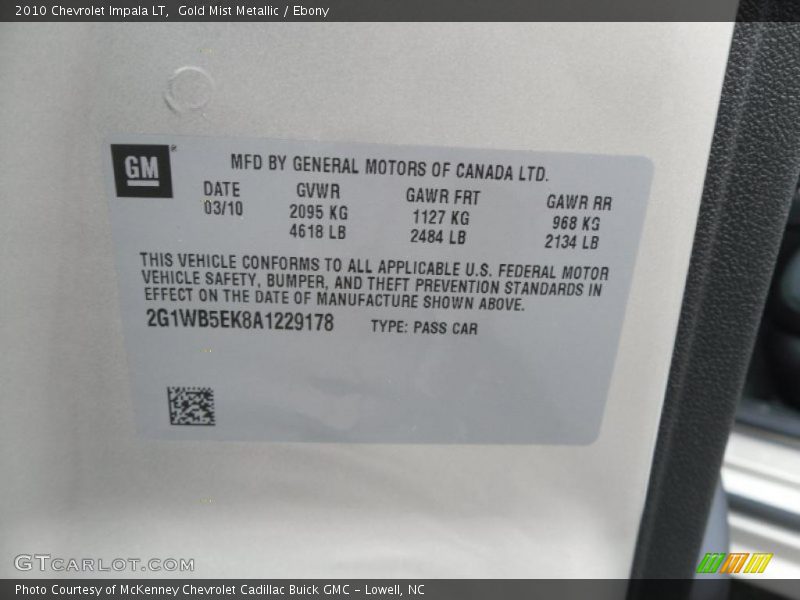 2010 Chevrolet Impala LT,  Gold Mist Metallic / Ebony
GM®
MFD BY GENERAL MOTORS OF CANADA LTD.
DATE GVWR GAWR FRT GAWR RR
03/10 2095 KG 1127 KG 968 KG
4618 LB 2484 LB 2134 LB
THIS VEHICLE CONFORMS TO ALL APPLICABLE U.S. FEDERAL MOTOR
VEHICLE SAFETY, BUMPER, AND THEFT PREVENTION STANDARDS IN
EFFECT ON THE DATE OF MANUFACTURE SHOWN ABOVE.
2G1WB5EK8A1229178 TYPE: PASS CAR
GTCARLOT.COM
Photo Courtesy of McKenney Chevrolet Cadillac Buick GMC - Lowell, NC